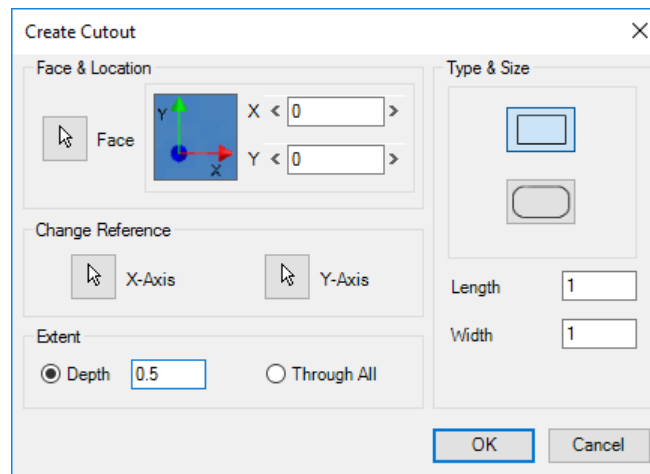 Create Cutout
Face & Location
Face
Y
X
X < 0 >
Y < 0 >
Change Reference
X-Axis
Y-Axis
Extent
Depth 0.5
Through All
Type & Size
Length 1
Width 1
OK
Cancel